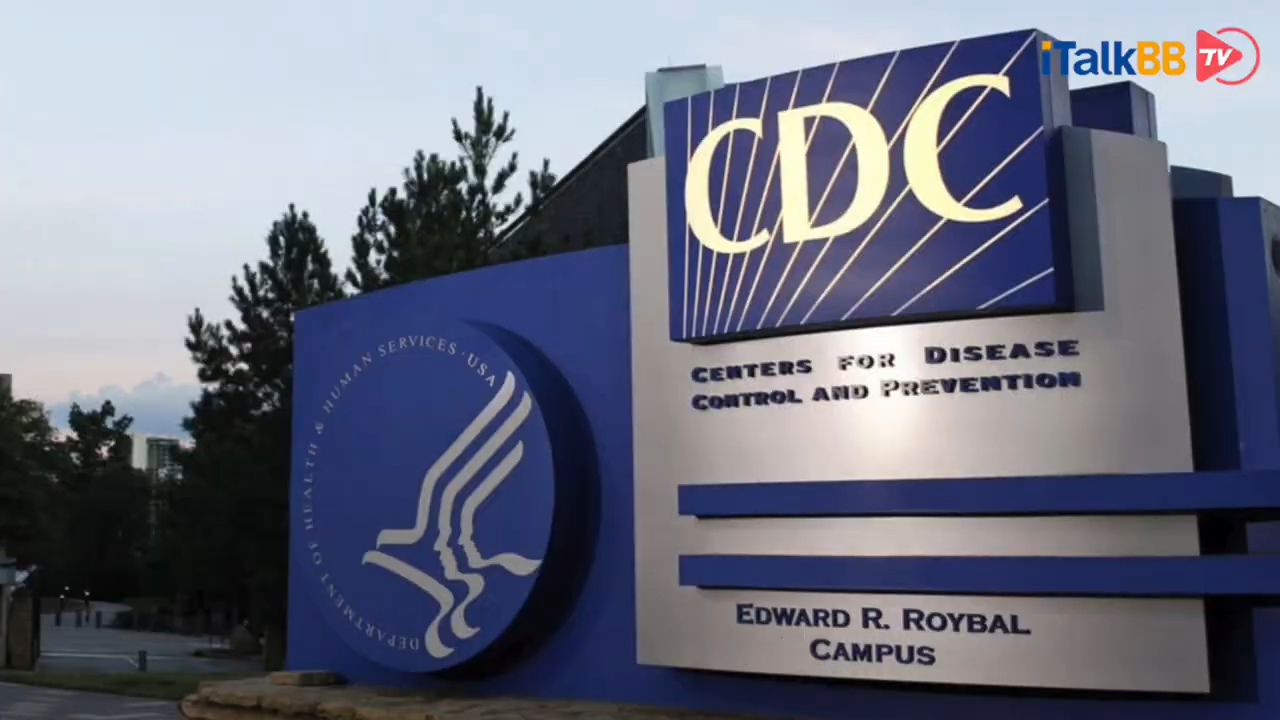 iTalkBB TV
CDC
CENTERS FOR DISEASE
CONTROL AND PREVENTION
DEPARTMENT OF HEALTH & HUMAN SERVICES · USA
EDWARD R. ROYBAL
CAMPUS